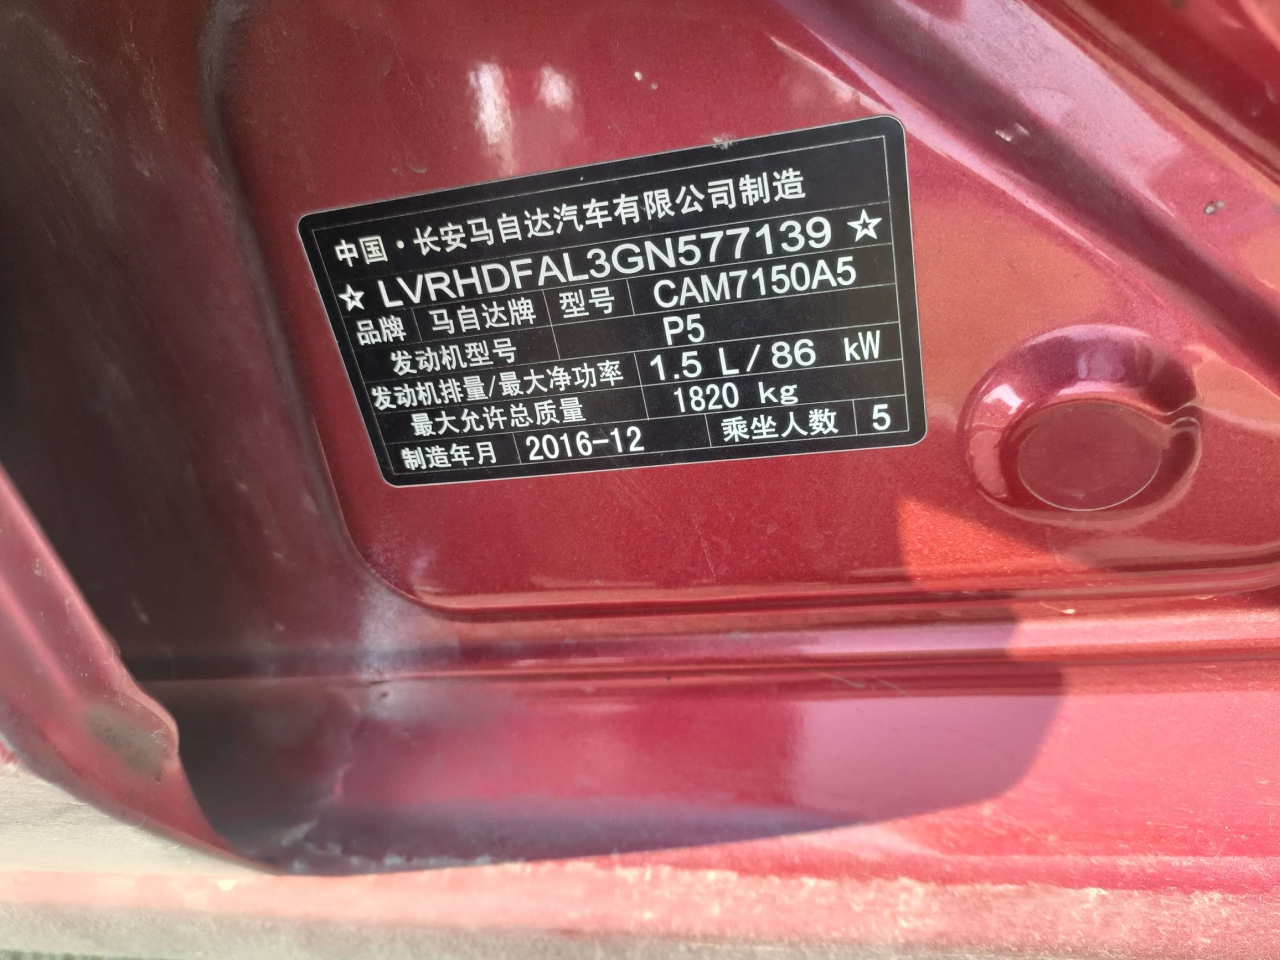 中国·长安马自达汽车有限公司制造
☆ LVRHDFAL3GN577139 ☆
品牌 马自达牌 型号 CAM7150A5
发动机型号 P5
发动机排量/最大净功率 1.5 L/86 kW
最大允许总质量 1820 kg
制造年月 2016-12 乘坐人数 5